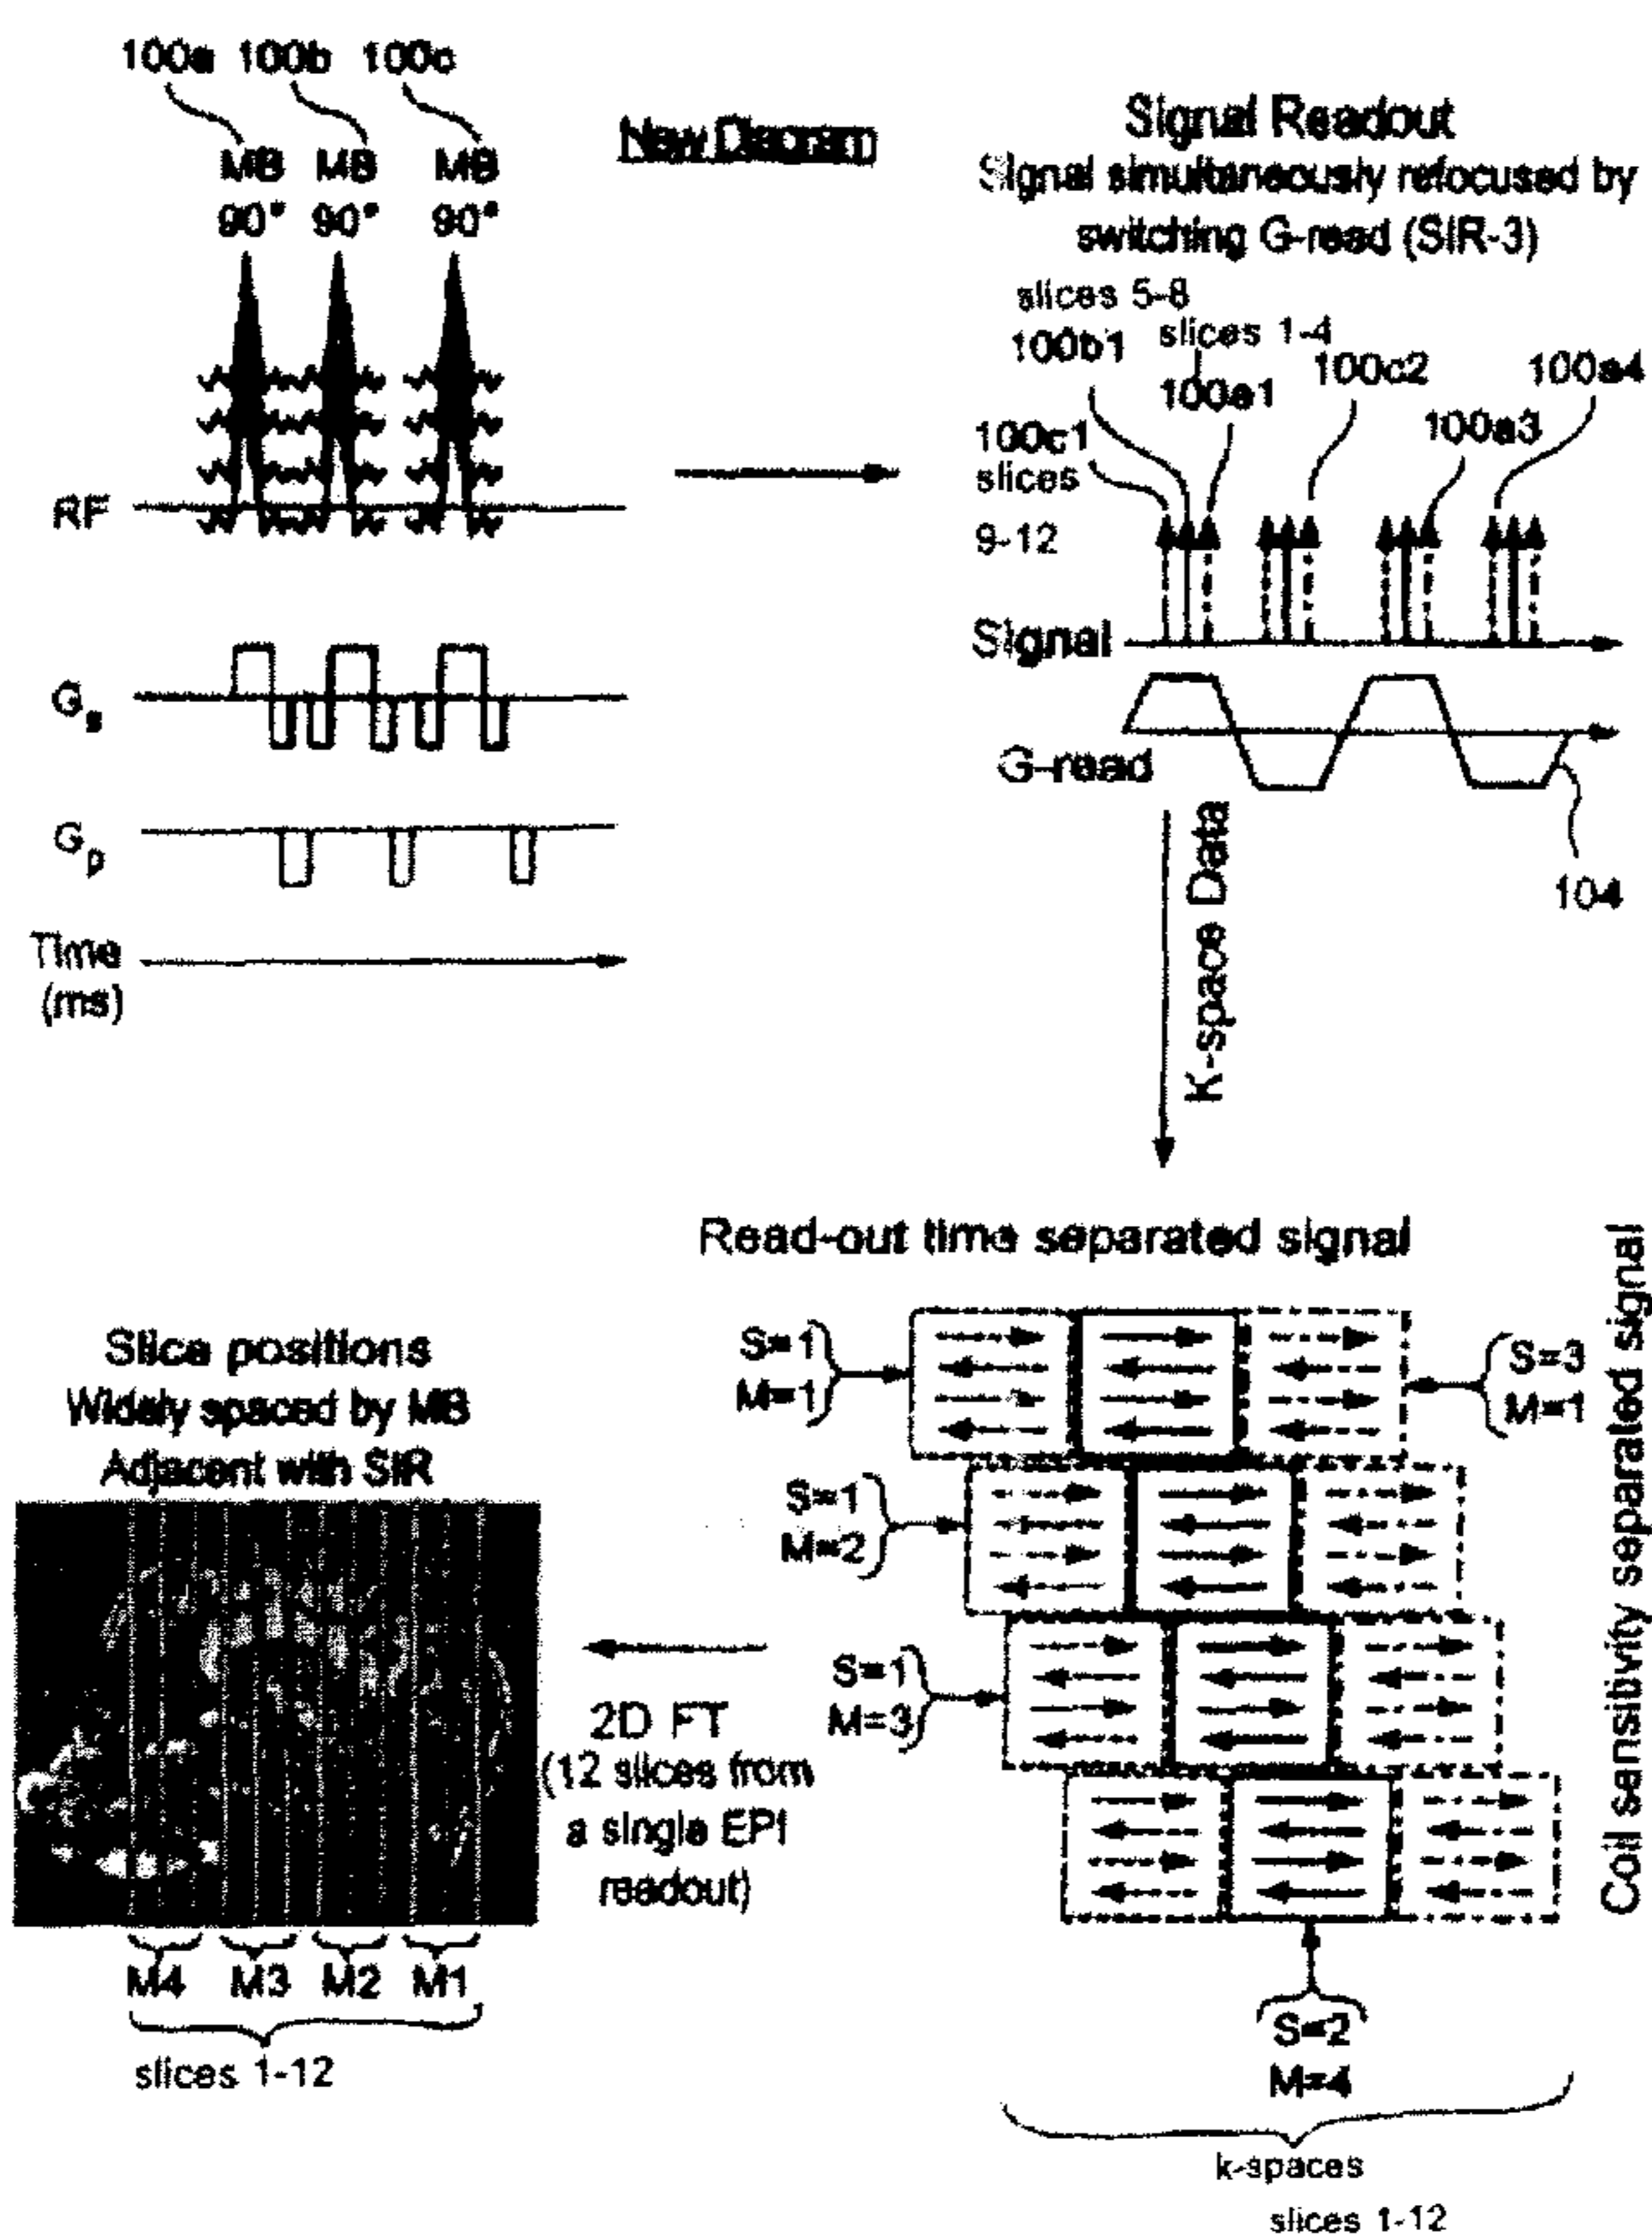 100a 100b 100c
MB MB MB
90° 90° 90°
RF
Gs
Gp
Time
(ms)
New Diagram
Signal Readout
Signal simultaneously refocused by
switching G-read (SIR-3)
slices 5-8
100b1
slices 1-4
100a1
100c2
100a4
100a3
100c1
slices
9-12
Signal
G-read
104
K-space Data
Read-out time separated signal
Coil sensitivity separated signal
S=1
M=1
S=3
M=1
S=1
M=2
S=1
M=3
S=2
M=4
k-spaces
slices 1-12
2D FT
(12 slices from
a single EPI
readout)
Slice positions
Widely spaced by MB
Adjacent with SIR
M4 M3 M2 M1
slices 1-12